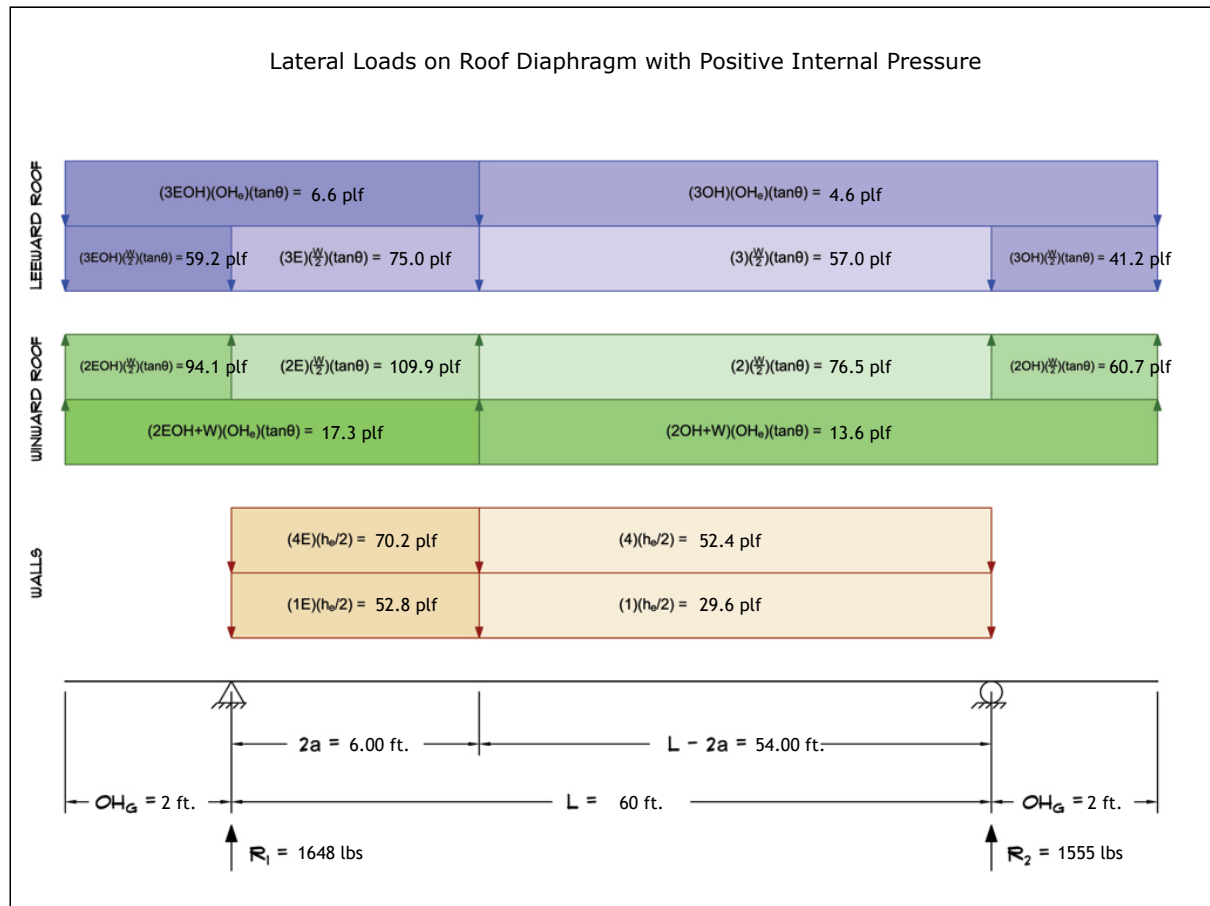 Lateral Loads on Roof Diaphragm with Positive Internal Pressure
LEEWARD ROOF
(3EOH)(OHₑ)(tanθ) = 6.6 plf
(3OH)(OHₑ)(tanθ) = 4.6 plf
(3EOH)(W/2)(tanθ) = 59.2 plf
(3E)(W/2)(tanθ) = 75.0 plf
(3)(W/2)(tanθ) = 57.0 plf
(3OH)(W/2)(tanθ) = 41.2 plf
WINWARD ROOF
(2EOH)(W/2)(tanθ) = 94.1 plf
(2E)(W/2)(tanθ) = 109.9 plf
(2)(W/2)(tanθ) = 76.5 plf
(2OH)(W/2)(tanθ) = 60.7 plf
(2EOH+W)(OHₑ)(tanθ) = 17.3 plf
(2OH+W)(OHₑ)(tanθ) = 13.6 plf
WALLS
(4E)(hₑ/2) = 70.2 plf
(4)(hₑ/2) = 52.4 plf
(1E)(hₑ/2) = 52.8 plf
(1)(hₑ/2) = 29.6 plf
2a = 6.00 ft.
L - 2a = 54.00 ft.
OH_G = 2 ft.
L = 60 ft.
OH_G = 2 ft.
R₁ = 1648 lbs
R₂ = 1555 lbs